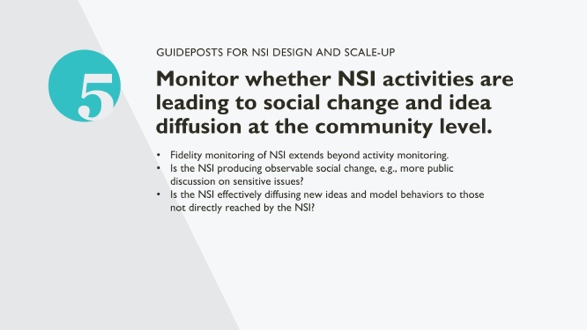 GUIDEPOSTS FOR NSI DESIGN AND SCALE-UP
5
Monitor whether NSI activities are
leading to social change and idea
diffusion at the community level.
• Fidelity monitoring of NSI extends beyond activity monitoring.
• Is the NSI producing observable social change, e.g., more public
discussion on sensitive issues?
• Is the NSI effectively diffusing new ideas and model behaviors to those
not directly reached by the NSI?